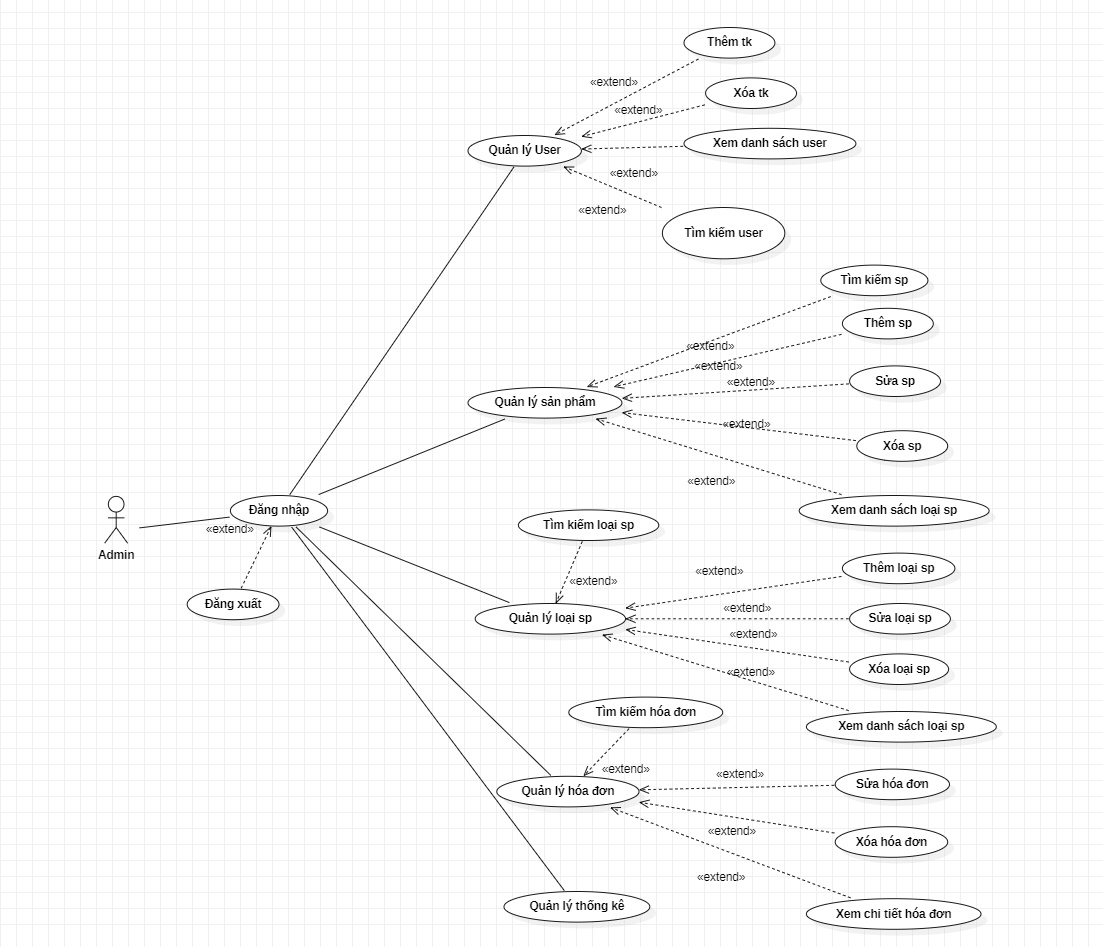 Thêm tk
«extend»
Xóa tk
«extend»
Xem danh sách user
Quản lý User
«extend»
«extend»
Tìm kiếm user
Tìm kiếm sp
Thêm sp
«extend»
«extend»
Sửa sp
«extend»
Quản lý sản phẩm
«extend»
Xóa sp
«extend»
Xem danh sách loại sp
Đăng nhập
«extend»
Admin
Đăng xuất
Tìm kiếm loại sp
«extend»
Thêm loại sp
«extend»
«extend»
Sửa loại sp
Quản lý loại sp
«extend»
Xóa loại sp
«extend»
Xem danh sách loại sp
Tìm kiếm hóa đơn
«extend»
«extend»
Sửa hóa đơn
Quản lý hóa đơn
«extend»
Xóa hóa đơn
«extend»
Quản lý thống kê
Xem chi tiết hóa đơn